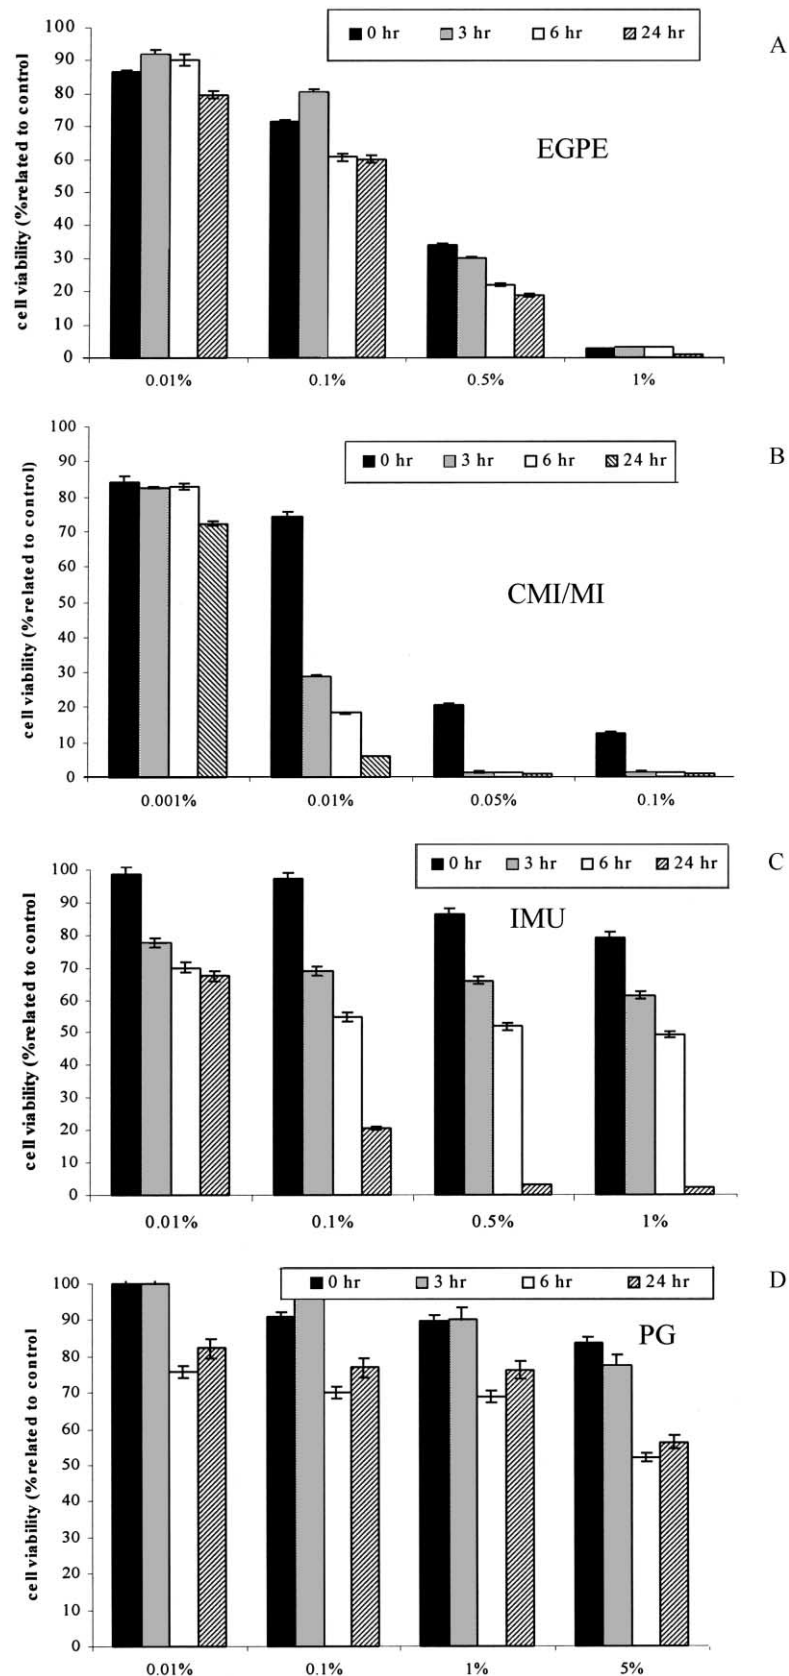 0 hr 3 hr 6 hr 24 hr
A
EGPE
cell viability (%related to control)
100
90
80
70
60
50
40
30
20
10
0
0.01% 0.1% 0.5% 1%
0 hr 3 hr 6 hr 24 hr
B
CMI/MI
cell viability (%related to control)
100
90
80
70
60
50
40
30
20
10
0
0.001% 0.01% 0.05% 0.1%
0 hr 3 hr 6 hr 24 hr
C
IMU
cell viability (%related to control
100
90
80
70
60
50
40
30
20
10
0
0.01% 0.1% 0.5% 1%
0 hr 3 hr 6 hr 24 hr
D
PG
cell viability (%related to control)
100
90
80
70
60
50
40
30
20
10
0
0.01% 0.1% 1% 5%